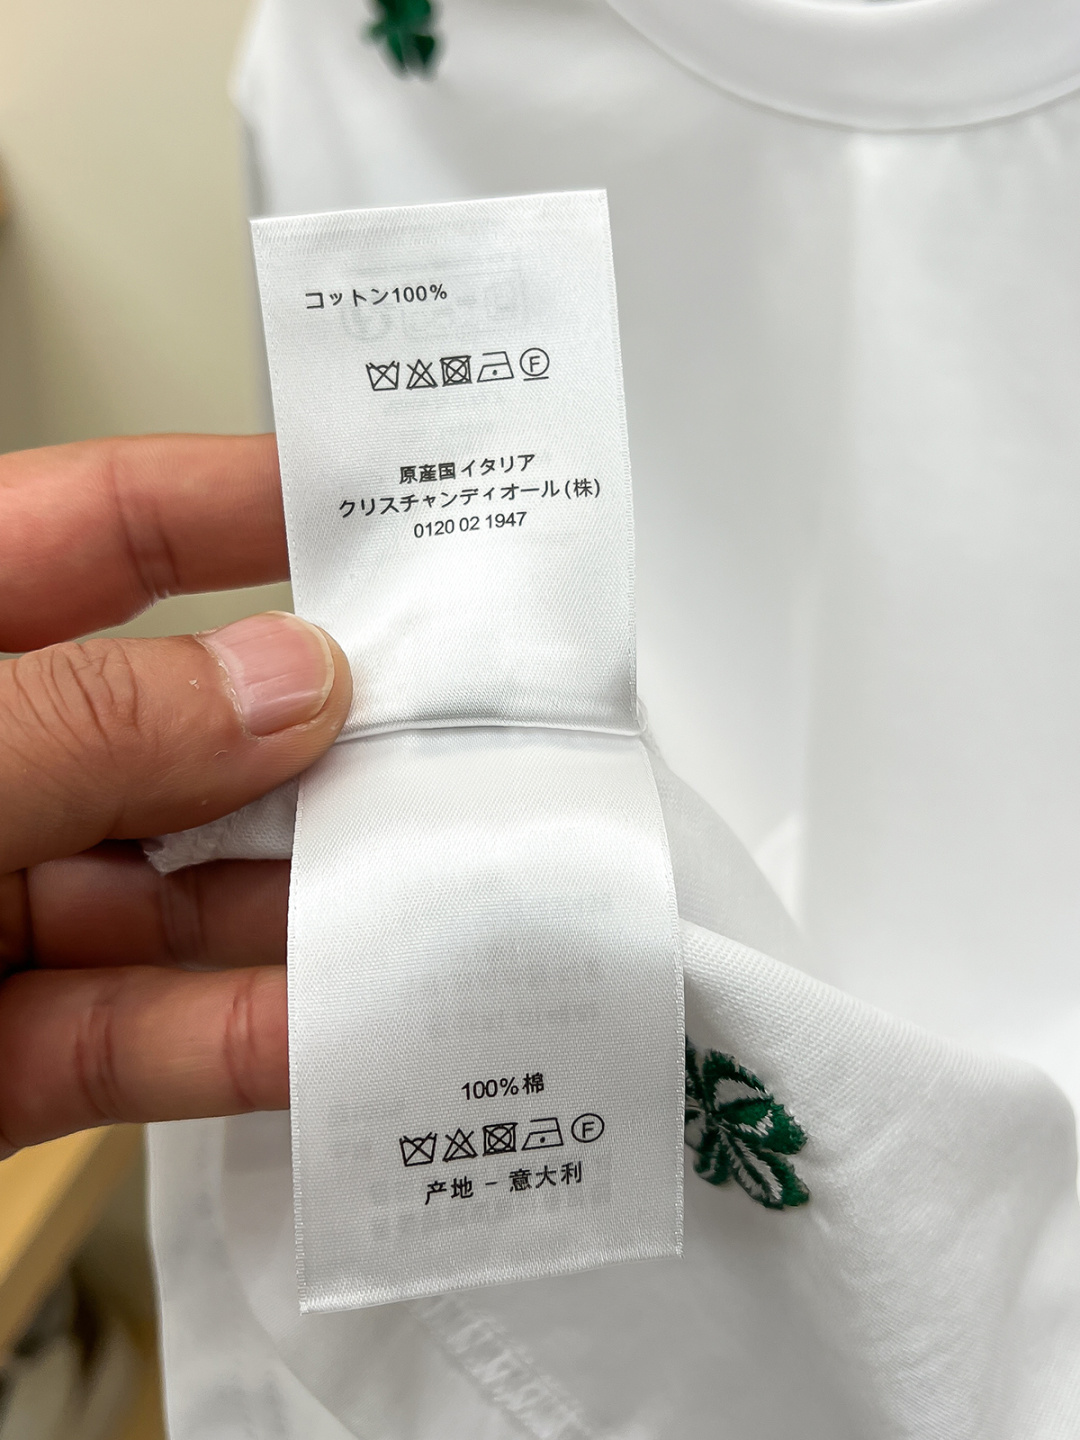 コットン100%
F
原産国イタリア
クリスチャンディオール(株)
0120 02 1947
100%棉
F
产地 - 意大利